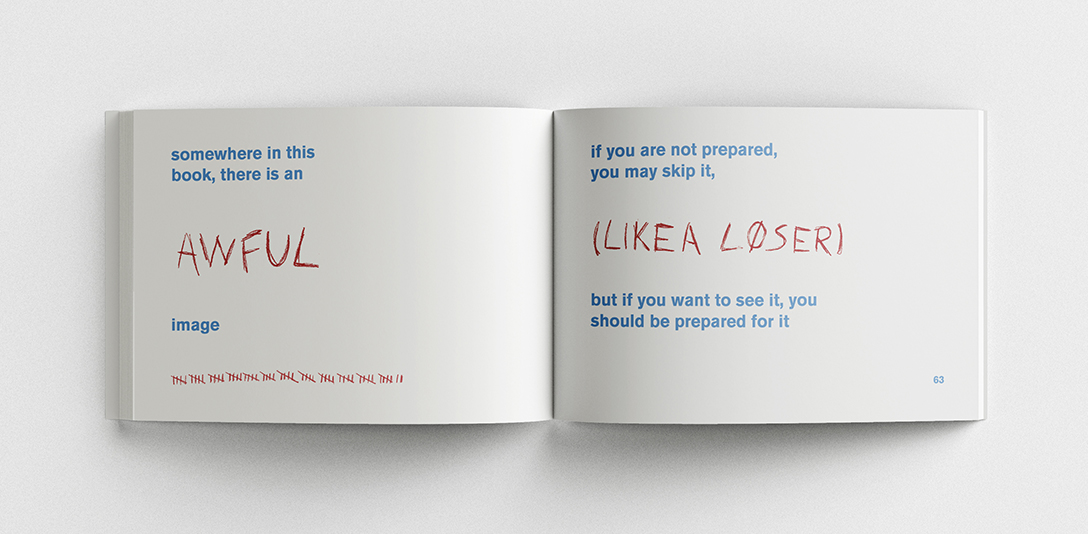 somewhere in this
book, there is an
AWFUL
image
if you are not prepared,
you may skip it,
(LIKE A LØSER)
but if you want to see it, you
should be prepared for it
63